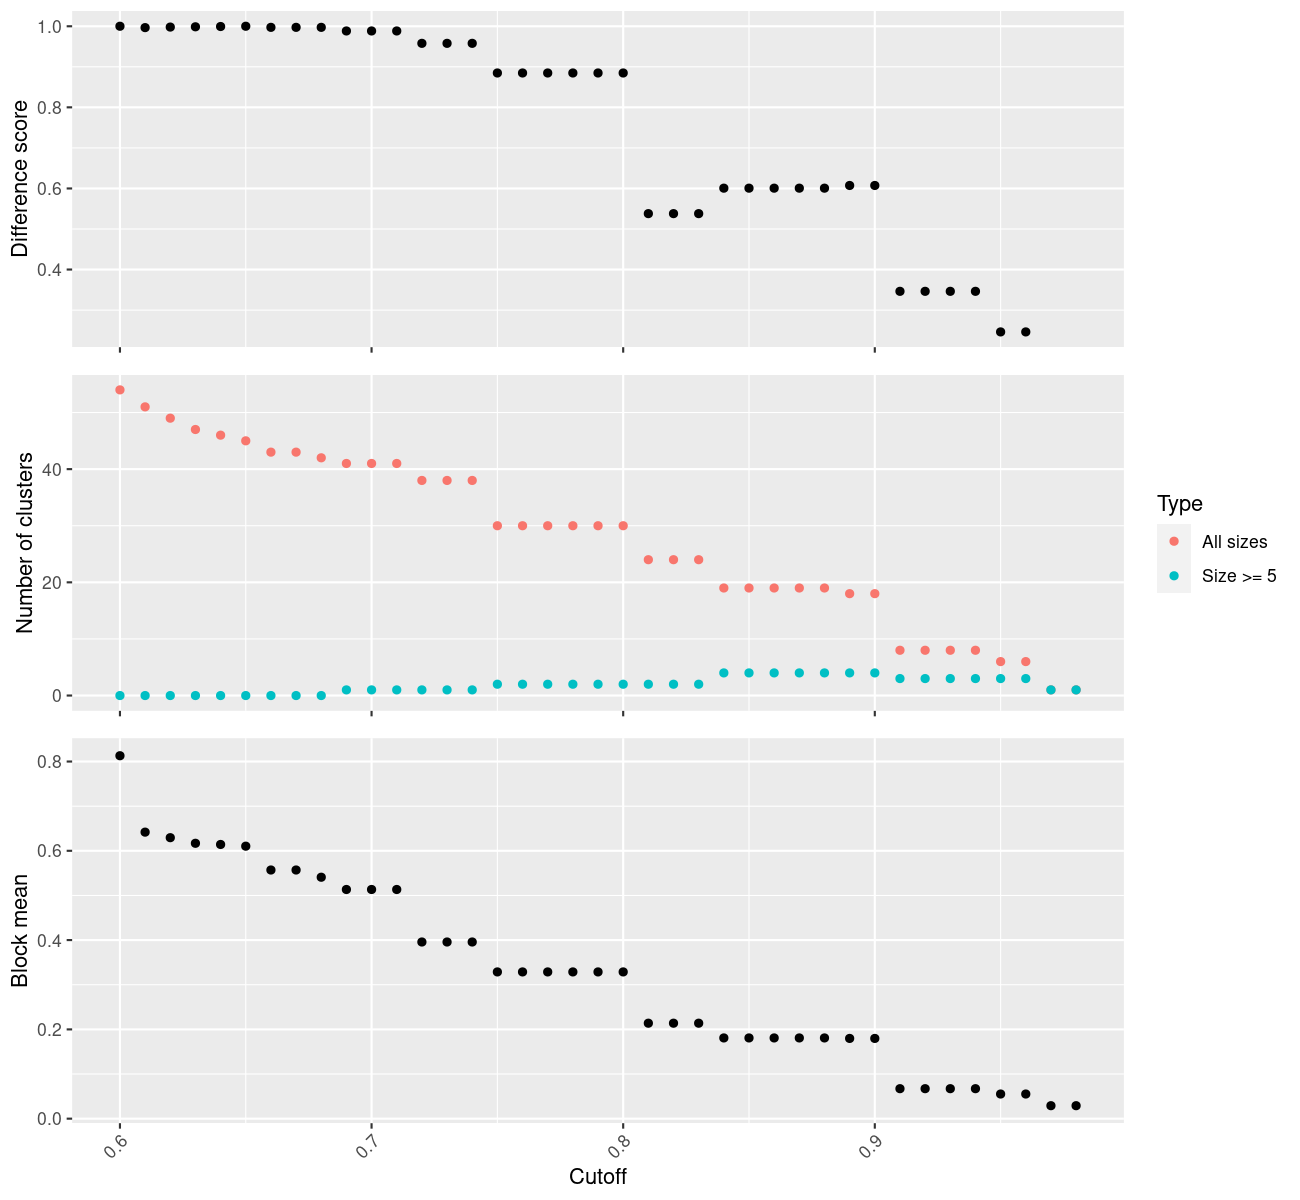 1.0
0.8
0.6
0.4
Difference score
40
20
0
Number of clusters
Type
All sizes
Size >= 5
0.8
0.6
0.4
0.2
0.0
Block mean
0.6
0.7
0.8
0.9
Cutoff